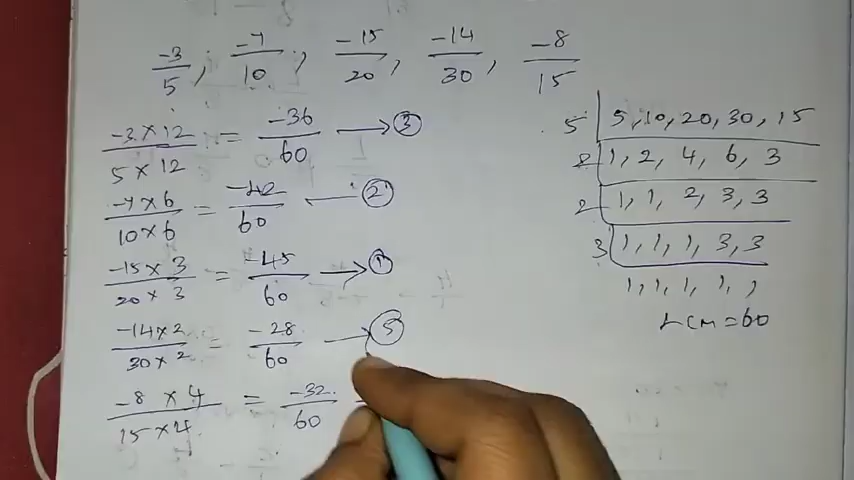 -3/5, -7/10, -15/20, -14/30, -8/15
-3×12/5×12 = -36/60 → ③
-7×6/10×6 = -42/60 — ②
-15×3/20×3 = -45/60 → ①
-14×2/30×2 = -28/60 → ⑤
-8×4/15×4 = -32/60
5 | 5, 10, 20, 30, 15
2 | 1, 2, 4, 6, 3
2 | 1, 1, 2, 3, 3
3 | 1, 1, 1, 3, 3
1, 1, 1, 1, 1
LCM = 60